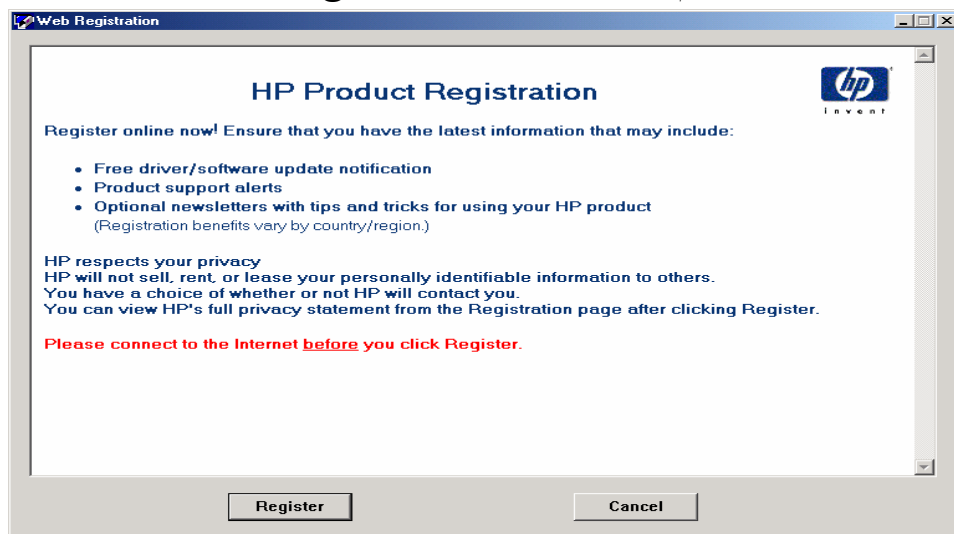 Web Registration
HP Product Registration
hp
invent
Register online now! Ensure that you have the latest information that may include:
• Free driver/software update notification
• Product support alerts
• Optional newsletters with tips and tricks for using your HP product
(Registration benefits vary by country/region.)
HP respects your privacy
HP will not sell, rent, or lease your personally identifiable information to others.
You have a choice of whether or not HP will contact you.
You can view HP's full privacy statement from the Registration page after clicking Register.
Please connect to the Internet before you click Register.
Register
Cancel